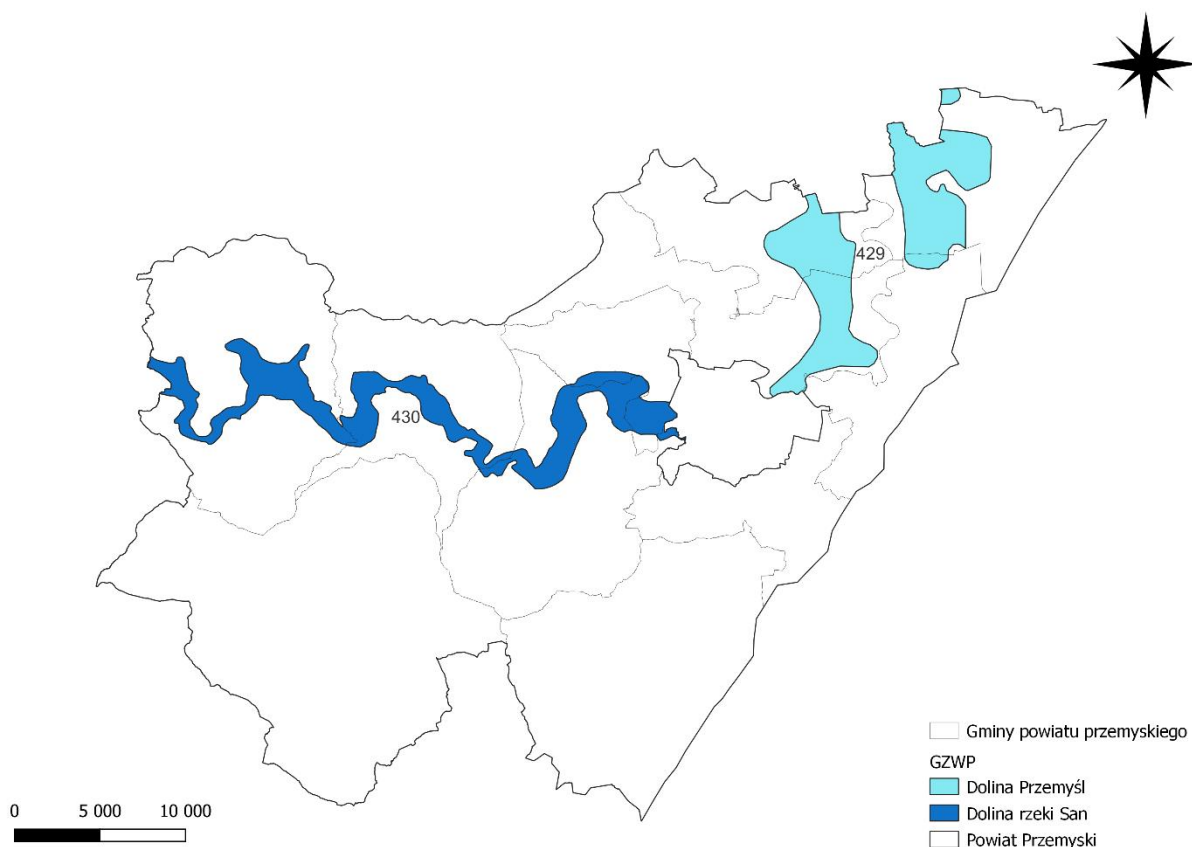 429
430
Gminy powiatu przemyskiego
GZWP
Dolina Przemyśl
Dolina rzeki San
Powiat Przemyski
0 5 000 10 000